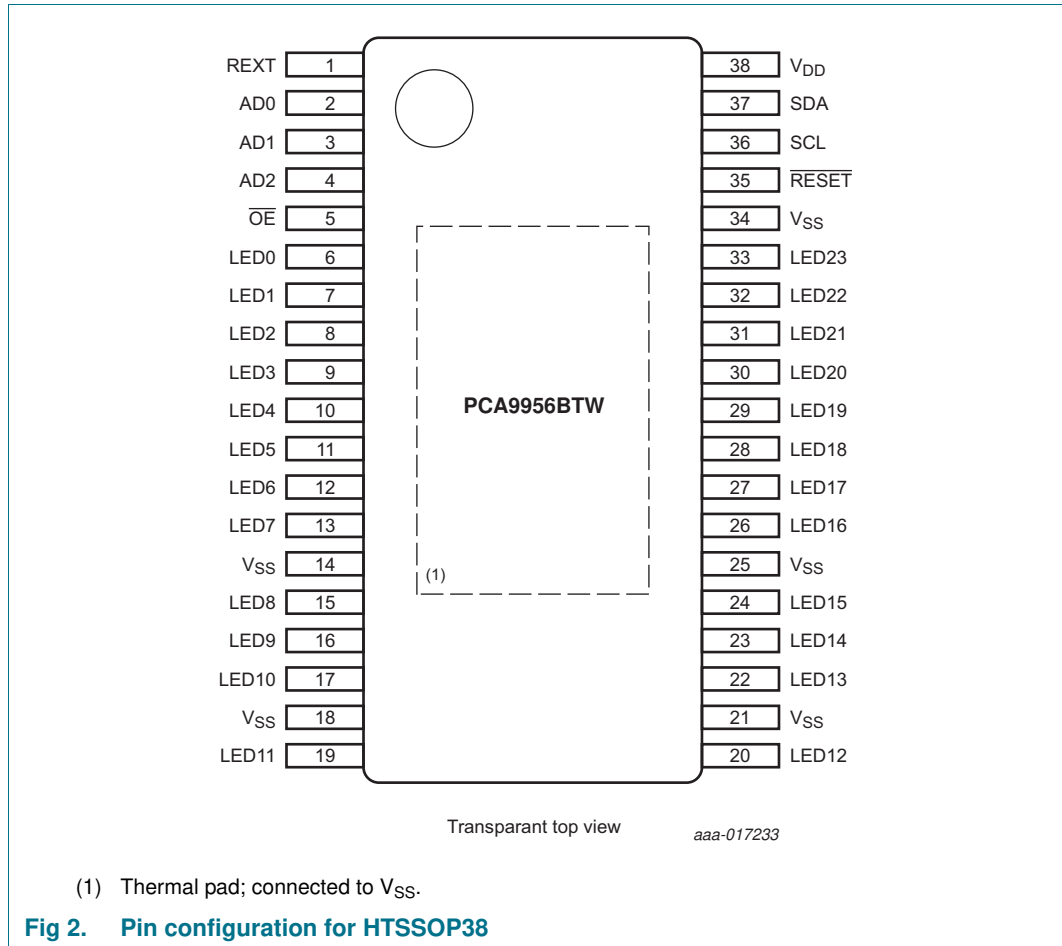 REXT 1 38 VDD
AD0 2 37 SDA
AD1 3 36 SCL
AD2 4 35 RESET
OE 5 34 VSS
LED0 6 33 LED23
LED1 7 32 LED22
LED2 8 31 LED21
LED3 9 30 LED20
LED4 10 PCA9956BTW 29 LED19
LED5 11 28 LED18
LED6 12 27 LED17
LED7 13 26 LED16
VSS 14 (1) 25 VSS
LED8 15 24 LED15
LED9 16 23 LED14
LED10 17 22 LED13
VSS 18 21 VSS
LED11 19 20 LED12
Transparant top view aaa-017233
(1) Thermal pad; connected to VSS.
Fig 2. Pin configuration for HTSSOP38